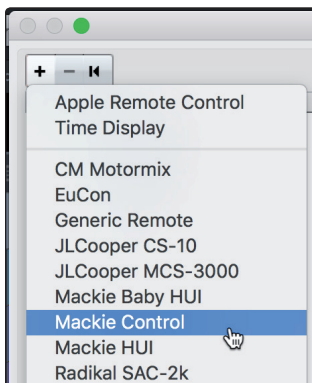 Apple Remote Control
Time Display
CM Motormix
EuCon
Generic Remote
JLCooper CS-10
JLCooper MCS-3000
Mackie Baby HUI
Mackie Control
Mackie HUI
Radikal SAC-2k